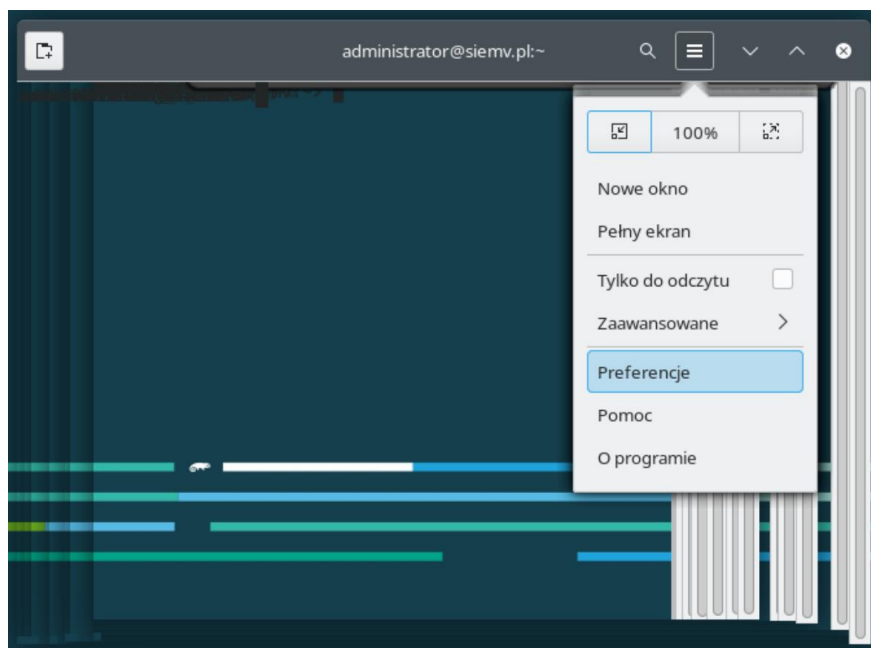 administrator@siemv.pl:~
100%
Nowe okno
Pełny ekran
Tylko do odczytu
Zaawansowane
Preferencje
Pomoc
O programie